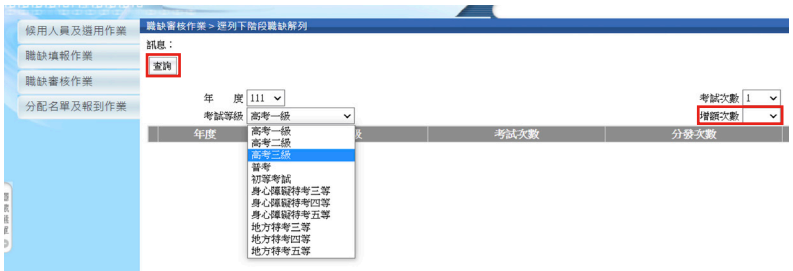 候用人員及遴用作業
職缺填報作業
職缺審核作業
分配名單及報到作業
職缺審核作業 > 逕列下階段職缺解列
訊息：
查詢
年 度 111
考試次數 1
考試等級 高考一級
增額次數
年度 級 考試次數 分發次數
高考一級
高考二級
高考三級
普考
初等考試
身心障礙特考三等
身心障礙特考四等
身心障礙特考五等
地方特考三等
地方特考四等
地方特考五等